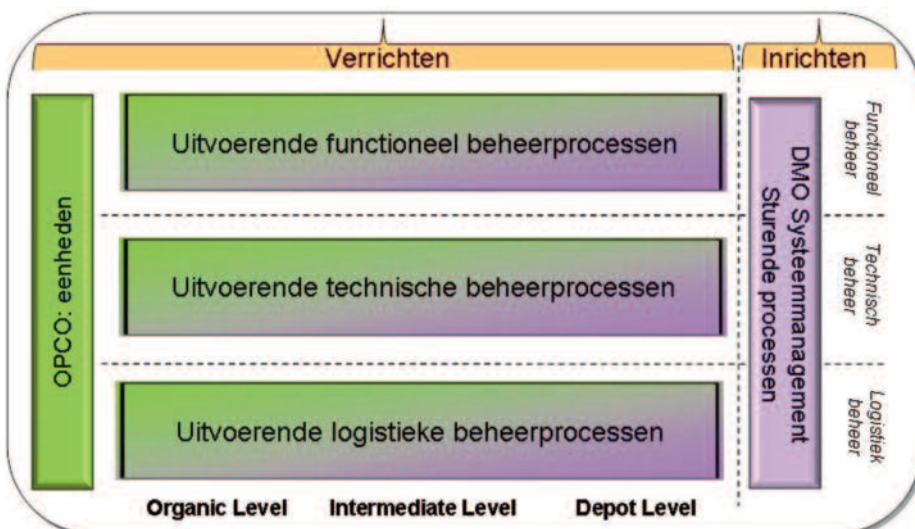 Verrichten
Inrichten
OPCO: eenheden
Uitvoerende functioneel beheerprocessen
Uitvoerende technische beheerprocessen
Uitvoerende logistieke beheerprocessen
DMO Systeemmanagement
Sturende processen
Functioneel
beheer
Technisch
beheer
Logistiek
beheer
Organic Level
Intermediate Level
Depot Level